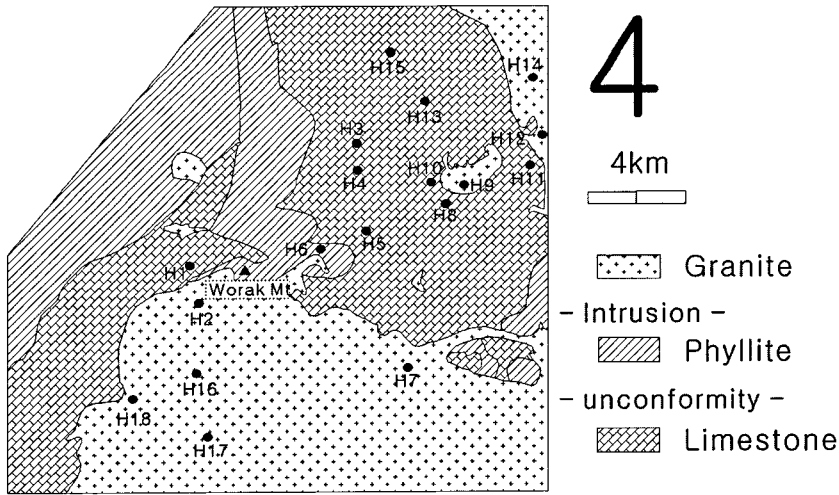 4
4km
Granite
- Intrusion -
Phyllite
- unconformity -
Limestone
H15
H14
H13
H3
H12
H4
H10
H9
H11
H8
H5
H6
H1
Worak Mt.
H2
H16
H7
H18
H17